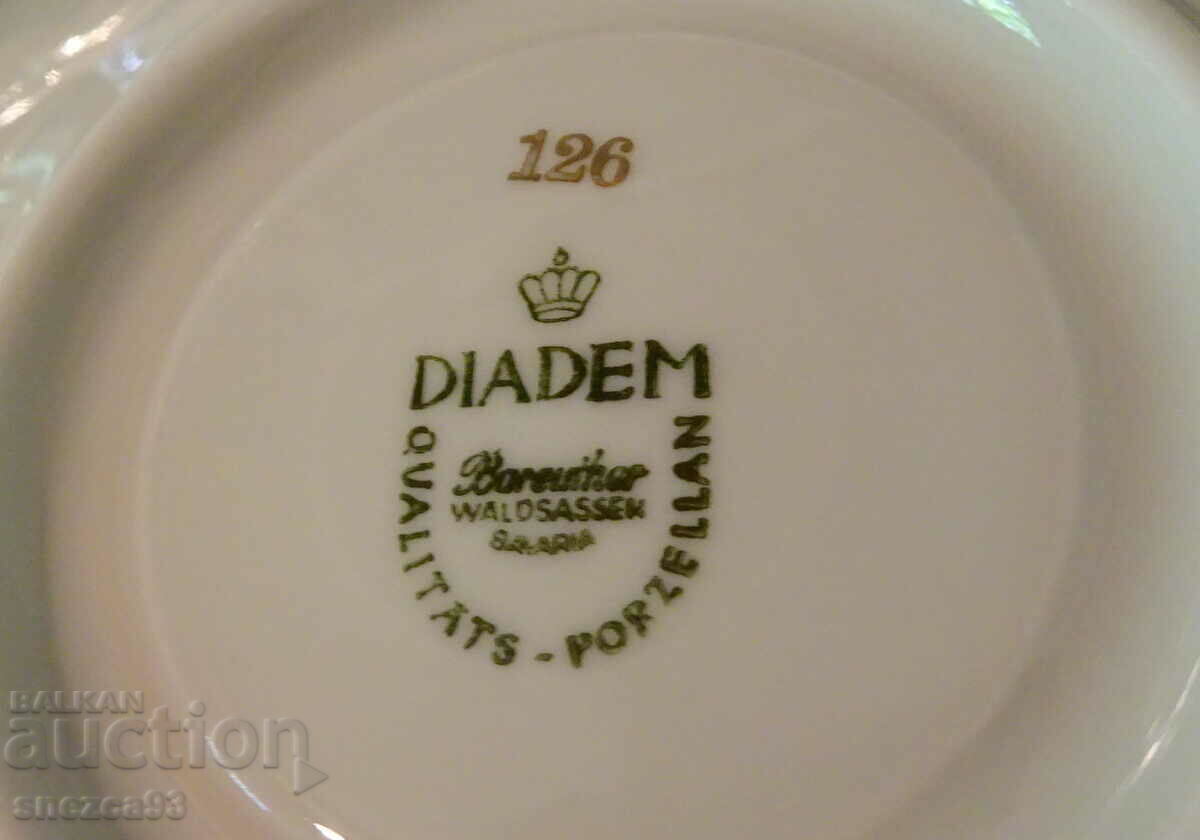 126
DIADEM
Bareuther
WALDSASSEN
BAVARIA
QUALITÄTS - PORZELLAN
BALKAN
auction
snezca93